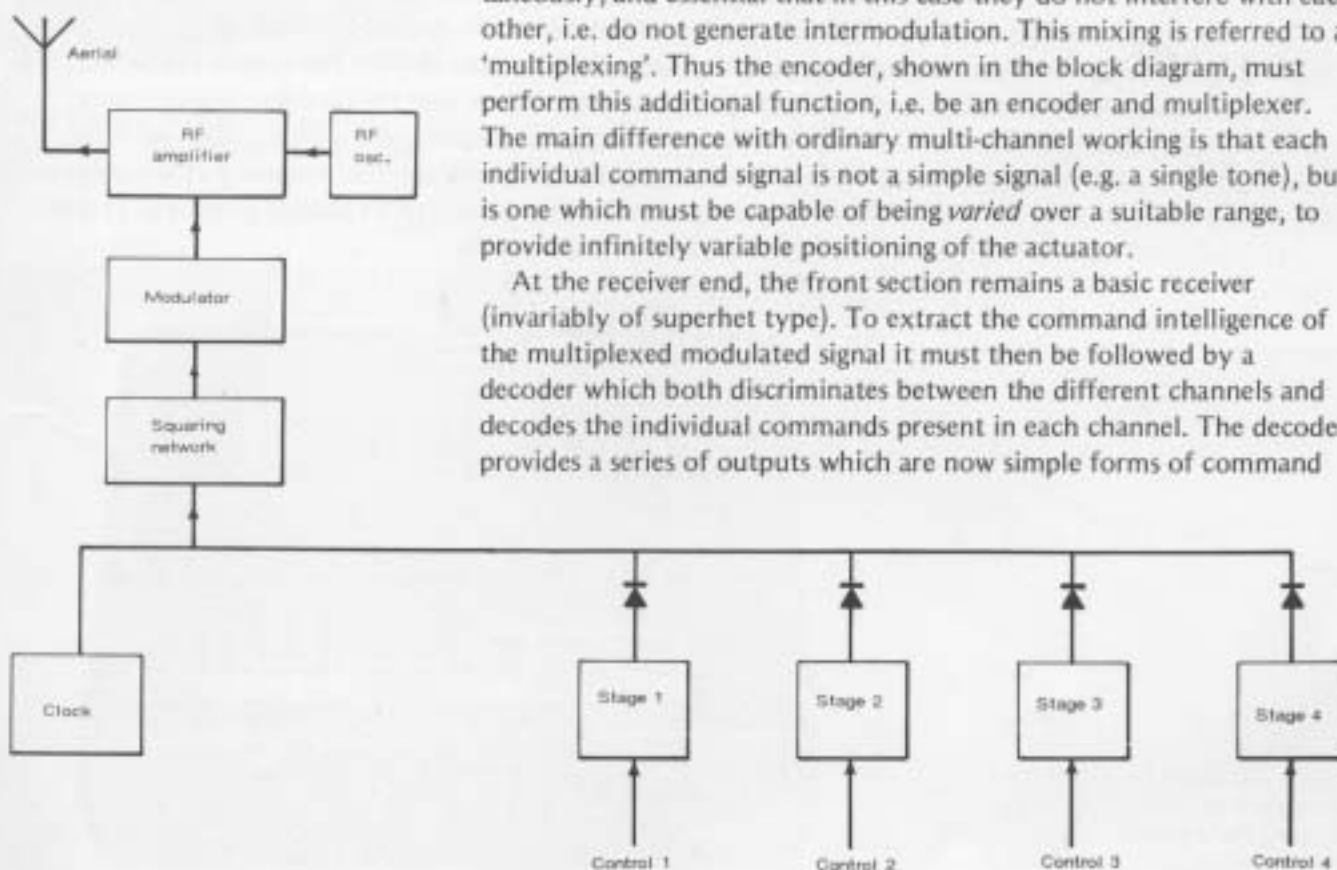 other, i.e. do not generate intermodulation. This mixing is referred to a
'multiplexing'. Thus the encoder, shown in the block diagram, must
perform this additional function, i.e. be an encoder and multiplexer.
The main difference with ordinary multi-channel working is that each
individual command signal is not a simple signal (e.g. a single tone), bu
is one which must be capable of being varied over a suitable range, to
provide infinitely variable positioning of the actuator.
At the receiver end, the front section remains a basic receiver
(invariably of superhet type). To extract the command intelligence of
the multiplexed modulated signal it must then be followed by a
decoder which both discriminates between the different channels and
decodes the individual commands present in each channel. The decode
provides a series of outputs which are now simple forms of command
Aerial
RF
amplifier
RF
osc.
Modulator
Squaring
network
Clock
Stage 1
Stage 2
Stage 3
Stage 4
Control 1
Control 2
Control 3
Control 4